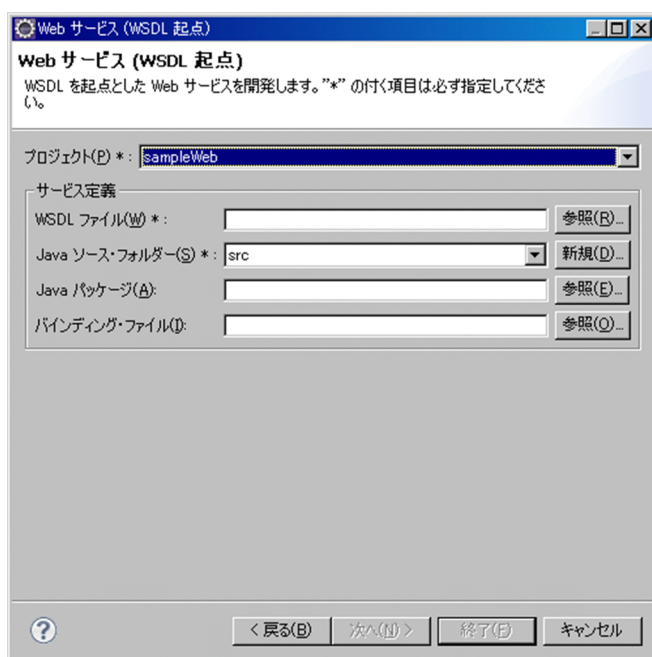 Web サービス (WSDL 起点)
Web サービス (WSDL 起点)
WSDL を起点とした Web サービスを開発します。"*" の付く項目は必ず指定してくださ
い。
プロジェクト(P) * : sampleWeb
サービス定義
WSDL ファイル(W) * : 参照(R)...
Java ソース・フォルダー(S) * : src 新規(D)...
Java パッケージ(A): 参照(E)...
バインディング・ファイル(I): 参照(O)...
? < 戻る(B) 次へ(N) > 終了(F) キャンセル